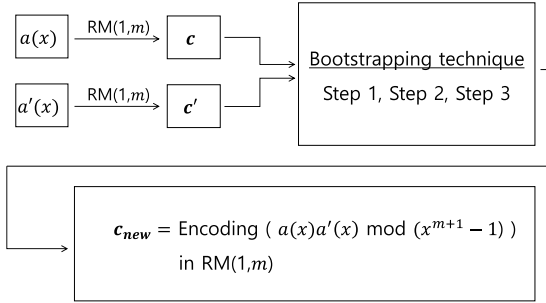 a(x) RM(1,m) c
a′(x) RM(1,m) c′
Bootstrapping technique
Step 1, Step 2, Step 3
c_new = Encoding ( a(x)a′(x) mod (x^{m+1} − 1) )
in RM(1,m)